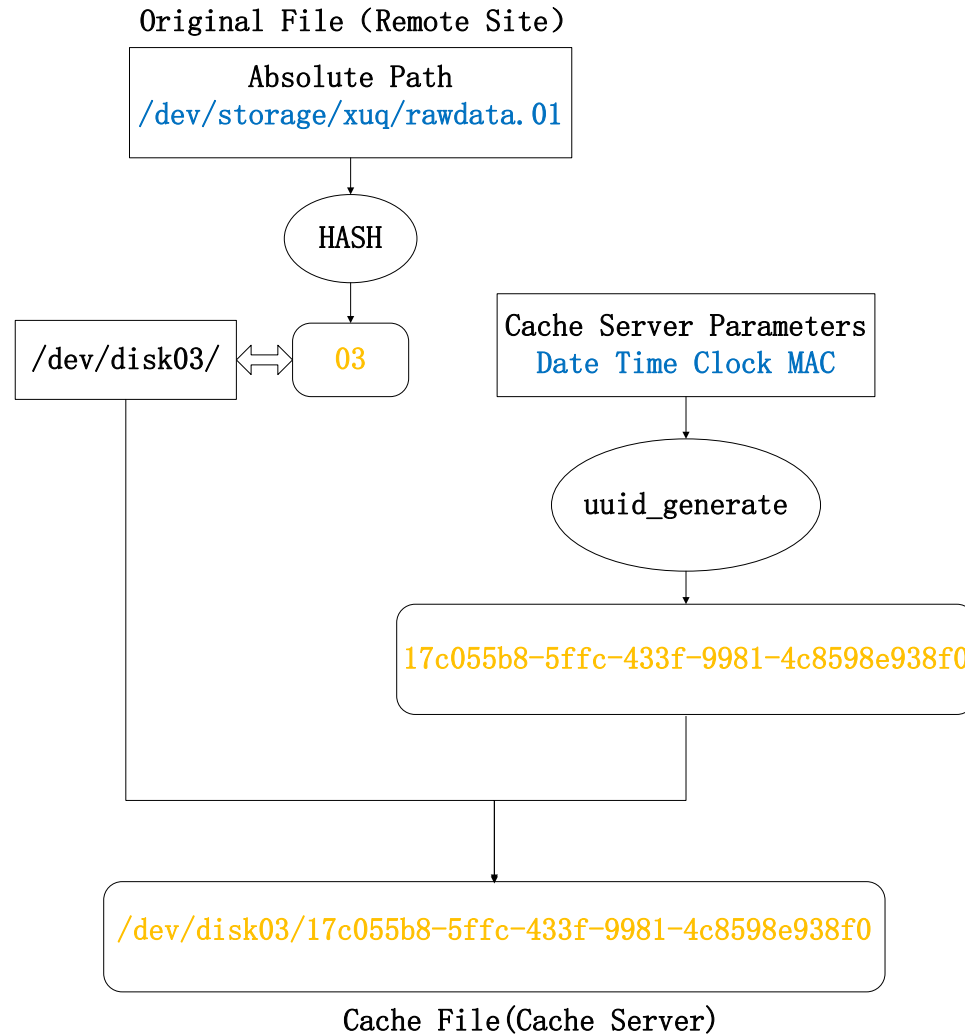 Original File（Remote Site）
Absolute Path
/dev/storage/xuq/rawdata.01
HASH
/dev/disk03/
03
Cache Server Parameters
Date Time Clock MAC
uuid_generate
17c055b8-5ffc-433f-9981-4c8598e938f0
/dev/disk03/17c055b8-5ffc-433f-9981-4c8598e938f0
Cache File(Cache Server)